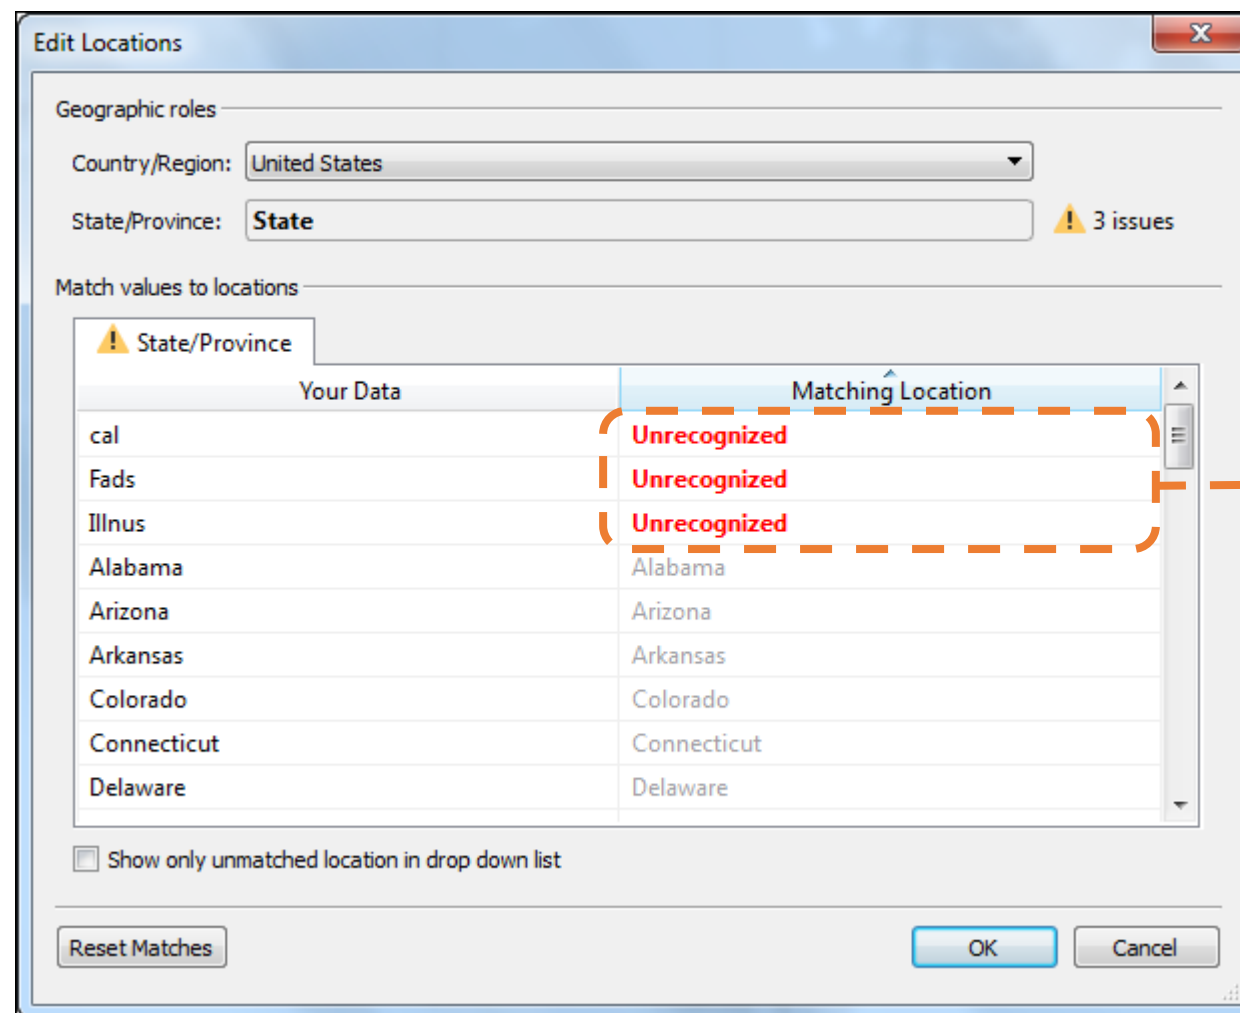 Edit Locations
Geographic roles
Country/Region: United States
State/Province: State 3 issues
Match values to locations
State/Province
Your Data Matching Location
cal Unrecognized
Fads Unrecognized
Illnus Unrecognized
Alabama Alabama
Arizona Arizona
Arkansas Arkansas
Colorado Colorado
Connecticut Connecticut
Delaware Delaware
Show only unmatched location in drop down list
Reset Matches OK Cancel